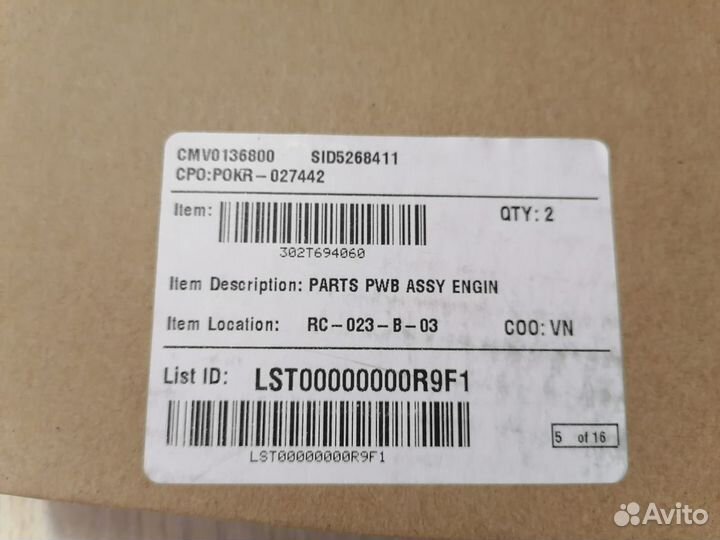 CMV0136800 SID5268411
CPO:POKR-027442
Item: QTY: 2
302T694060
Item Description: PARTS PWB ASSY ENGIN
Item Location: RC-023-B-03 COO: VN
List ID: LST00000000R9F1
LST00000000R9F1
5 of 16
Avito